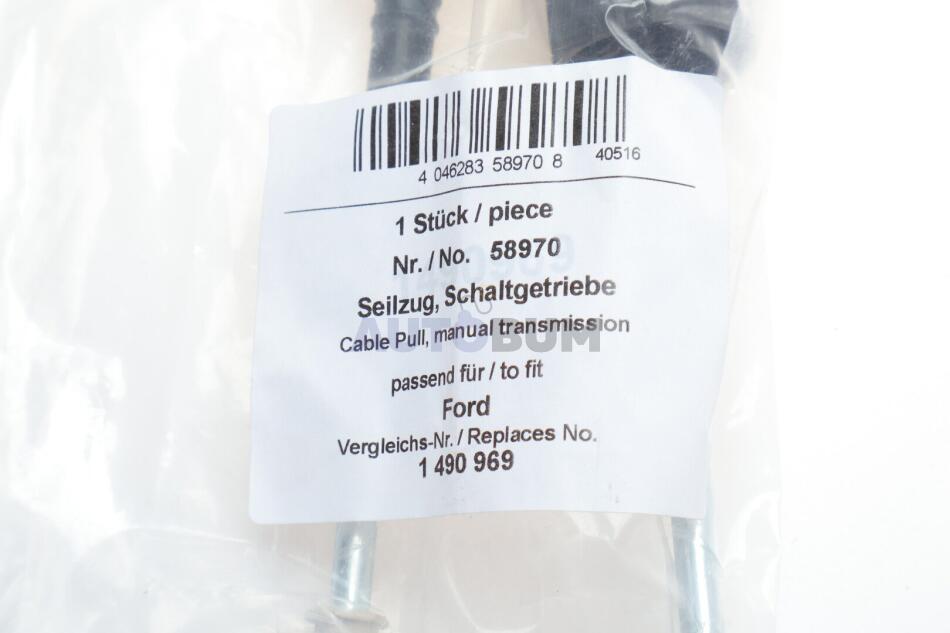 4 046283 58970 8 40516
1 Stück / piece
Nr. / No. 58970
Seilzug, Schaltgetriebe
AUTOBUM
Cable Pull, manual transmission
passend für / to fit
Ford
Vergleichs-Nr. / Replaces No.
1 490 969